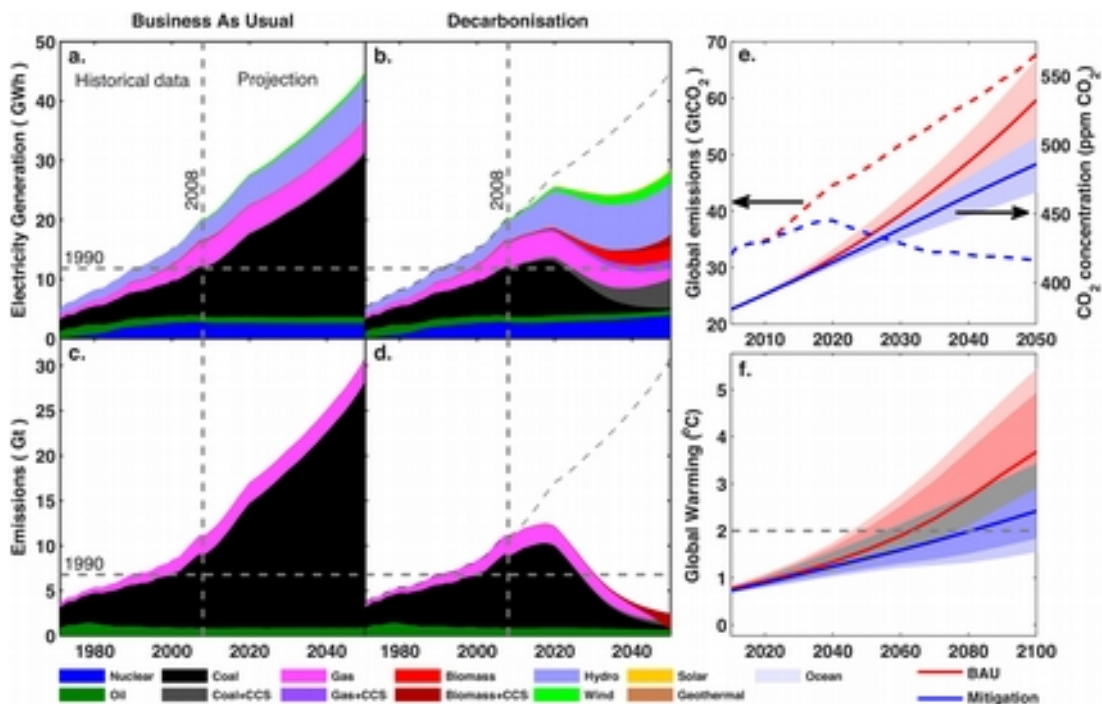 Business As Usual
Decarbonisation
a.
b.
e.
Historical data
Projection
2008
2008
1990
Electricity Generation ( GWh )
50
40
30
20
10
0
Global emissions ( GtCO2 )
70
60
50
40
30
20
CO2 concentration (ppm CO2)
550
500
450
400
2010 2020 2030 2040 2050
c.
d.
f.
1990
Emissions ( Gt )
30
25
20
15
10
5
0
1980 2000 2020 2040
1980 2000 2020 2040
Global Warming (°C)
5
4
3
2
1
0
2020 2040 2060 2080 2100
Nuclear Coal Gas Biomass Hydro Solar Ocean
Oil Coal+CCS Gas+CCS Biomass+CCS Wind Geothermal
BAU
Mitigation